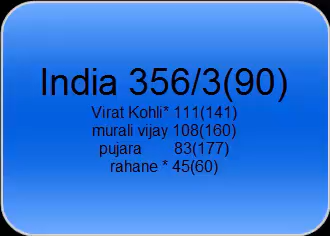 India 356/3(90)
Virat Kohli* 111(141)
murali vijay 108(160)
pujara 83(177)
rahane * 45(60)